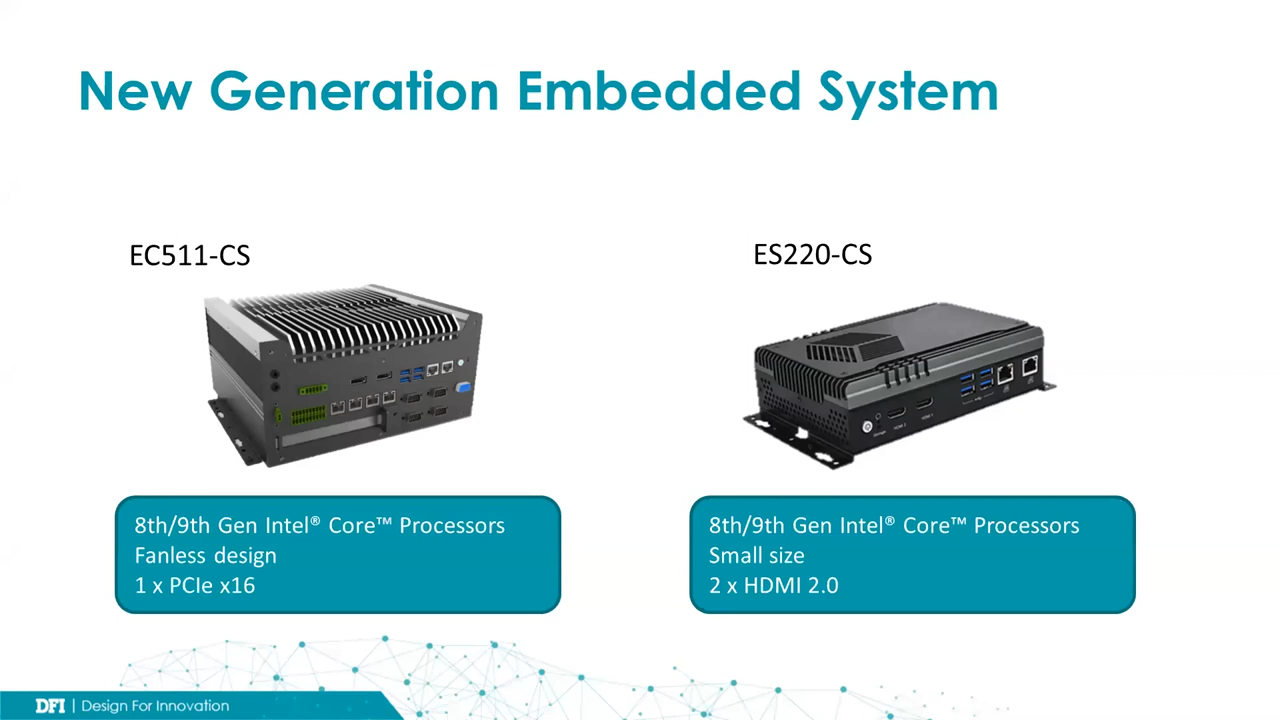 New Generation Embedded System
EC511-CS
ES220-CS
8th/9th Gen Intel® Core™ Processors
Fanless design
1 x PCIe x16
8th/9th Gen Intel® Core™ Processors
Small size
2 x HDMI 2.0
DFI | Design For Innovation